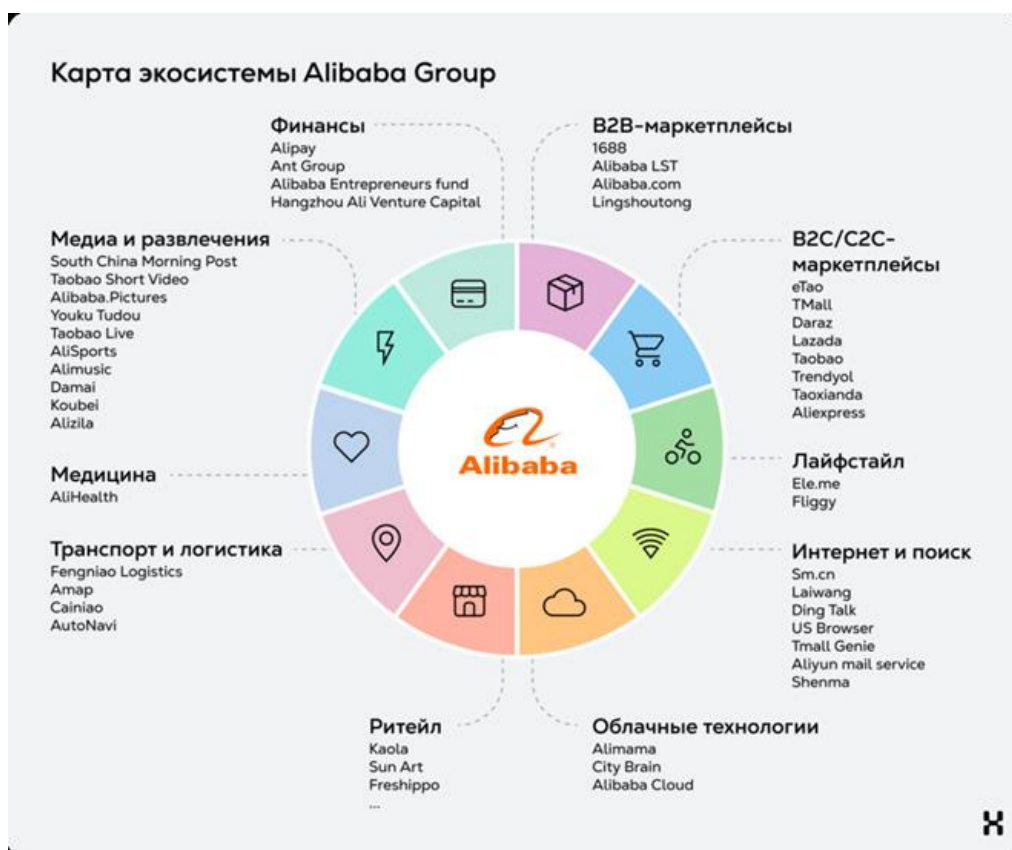 Карта экосистемы Alibaba Group
Финансы
Alipay
Ant Group
Alibaba Entrepreneurs fund
Hangzhou Ali Venture Capital
B2B-маркетплейсы
1688
Alibaba LST
Alibaba.com
Lingshoutong
Медиа и развлечения
South China Morning Post
Taobao Short Video
Alibaba.Pictures
Youku Tudou
Taobao Live
AliSports
Alimusic
Damai
Koubei
Alizila
B2C/C2C-
маркетплейсы
eTao
TMall
Daraz
Lazada
Taobao
Trendyol
Taoxianda
Aliexpress
Alibaba
Медицина
AliHealth
Лайфстайл
Ele.me
Fliggy
Транспорт и логистика
Fengniao Logistics
Amap
Cainiao
AutoNavi
Интернет и поиск
Sm.cn
Laiwang
Ding Talk
US Browser
Tmall Genie
Aliyun mail service
Shenma
Ритейл
Kaola
Sun Art
Freshippo
...
Облачные технологии
Alimama
City Brain
Alibaba Cloud